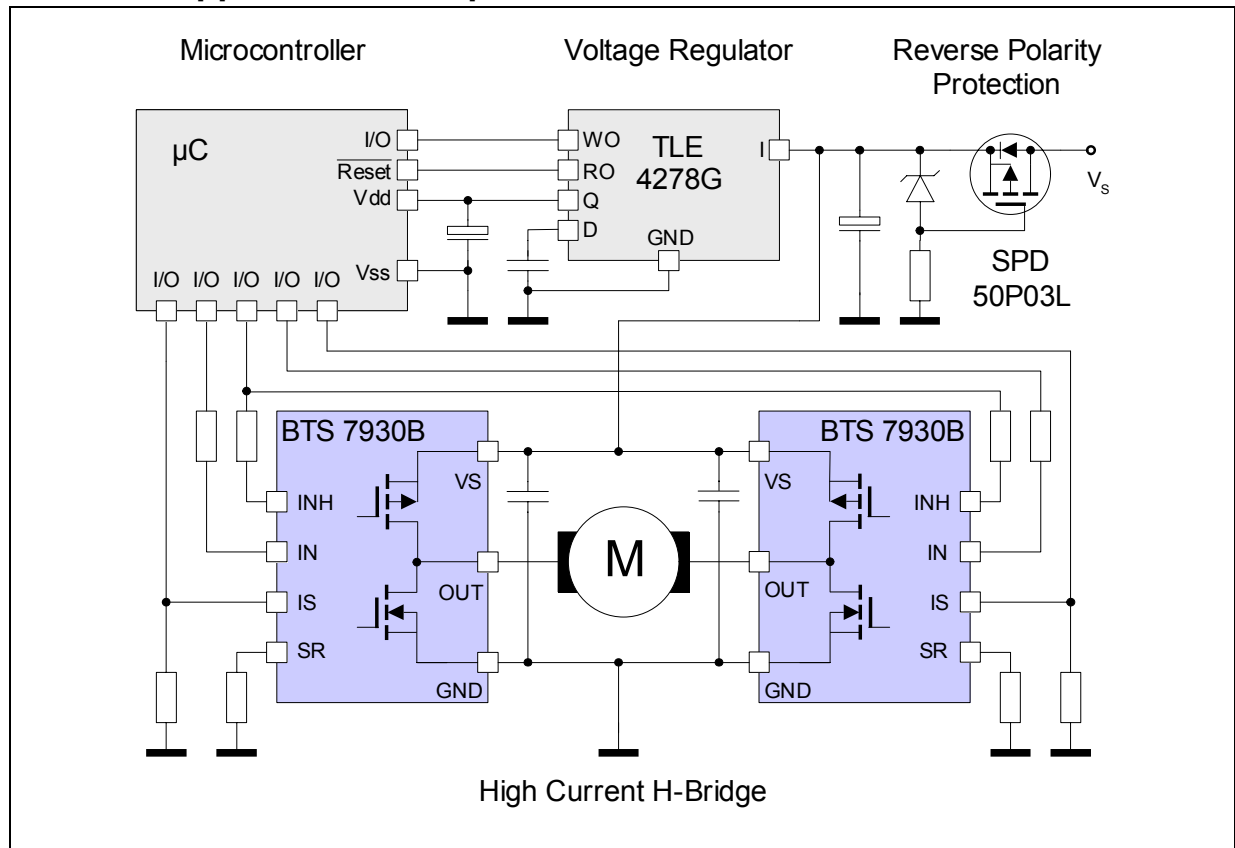 Microcontroller
Voltage Regulator
Reverse Polarity
Protection
µC
I/O
Reset
Vdd
Vss
I/O I/O I/O I/O I/O
WO
RO
Q
D
TLE
4278G
GND
I
V_S
SPD
50P03L
BTS 7930B
VS
INH
IN
IS
SR
OUT
GND
M
BTS 7930B
VS
INH
IN
IS
SR
OUT
GND
High Current H-Bridge